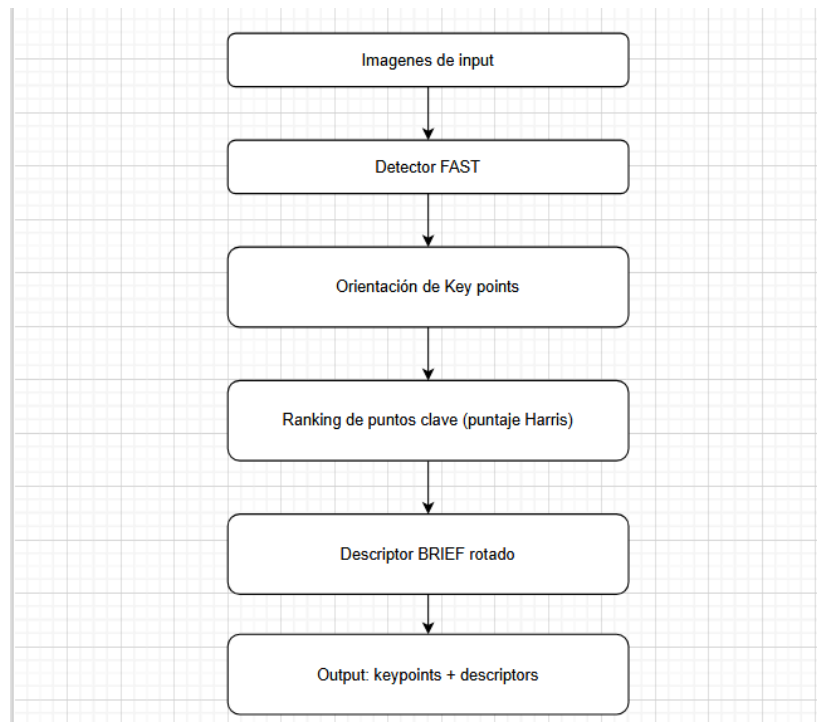 Imagenes de input
Detector FAST
Orientación de Key points
Ranking de puntos clave (puntaje Harris)
Descriptor BRIEF rotado
Output: keypoints + descriptors